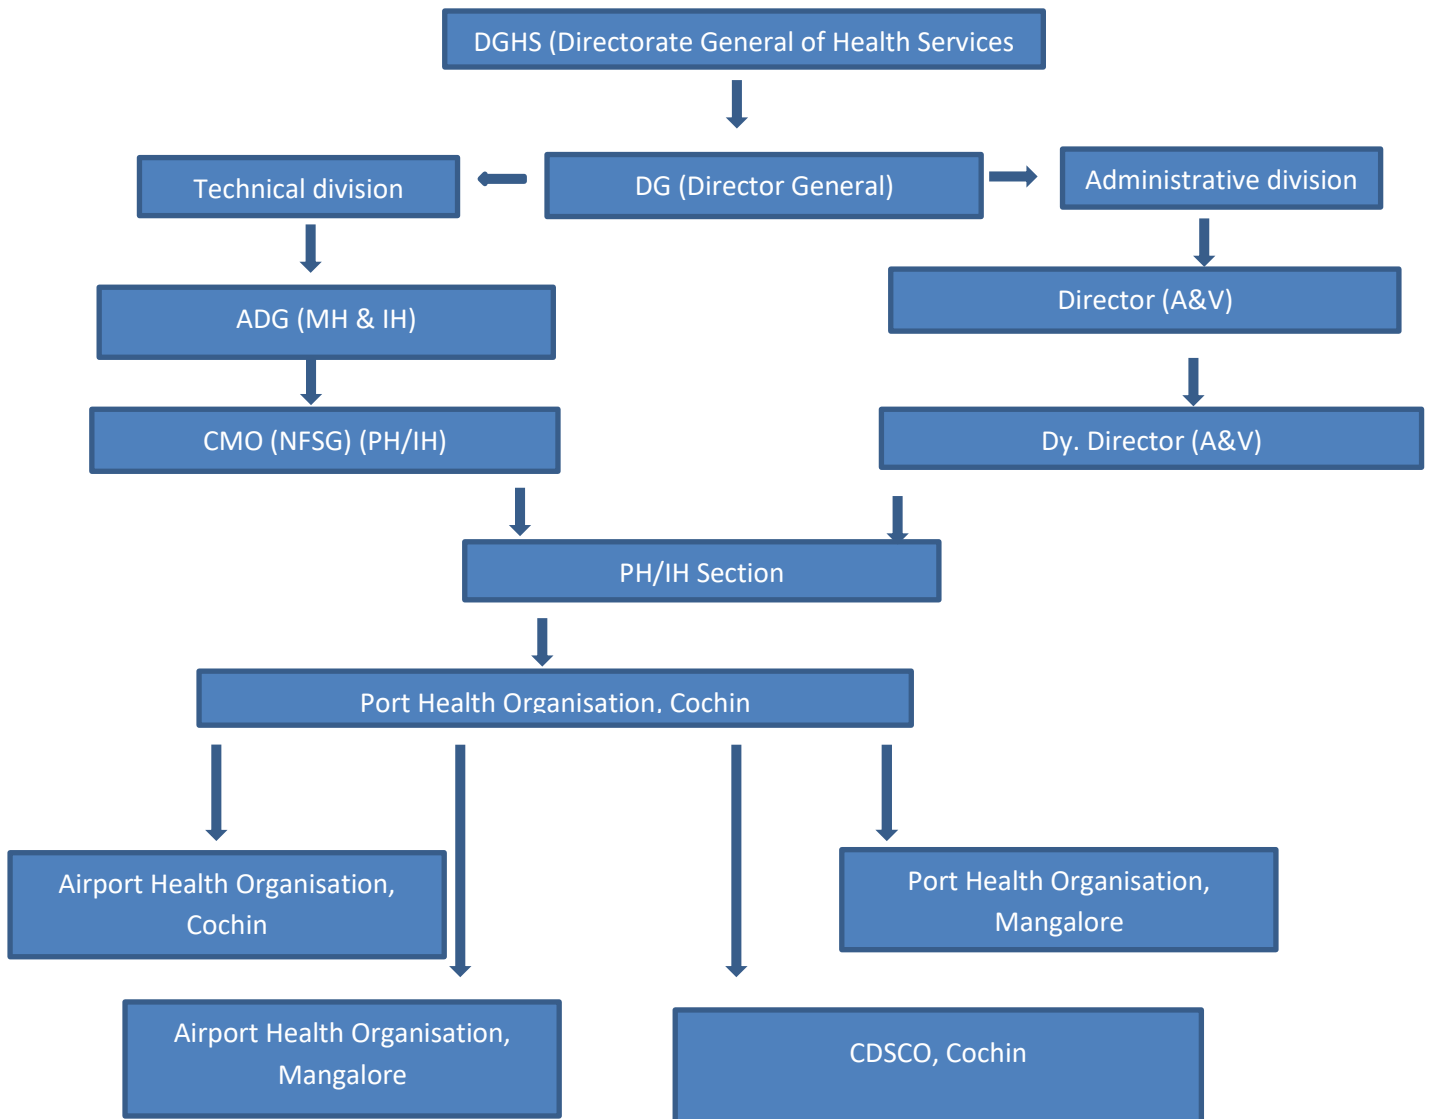 DGHS (Directorate General of Health Services
Technical division
DG (Director General)
Administrative division
ADG (MH & IH)
Director (A&V)
CMO (NFSG) (PH/IH)
Dy. Director (A&V)
PH/IH Section
Port Health Organisation, Cochin
Airport Health Organisation,
Cochin
Port Health Organisation,
Mangalore
Airport Health Organisation,
Mangalore
CDSCO, Cochin